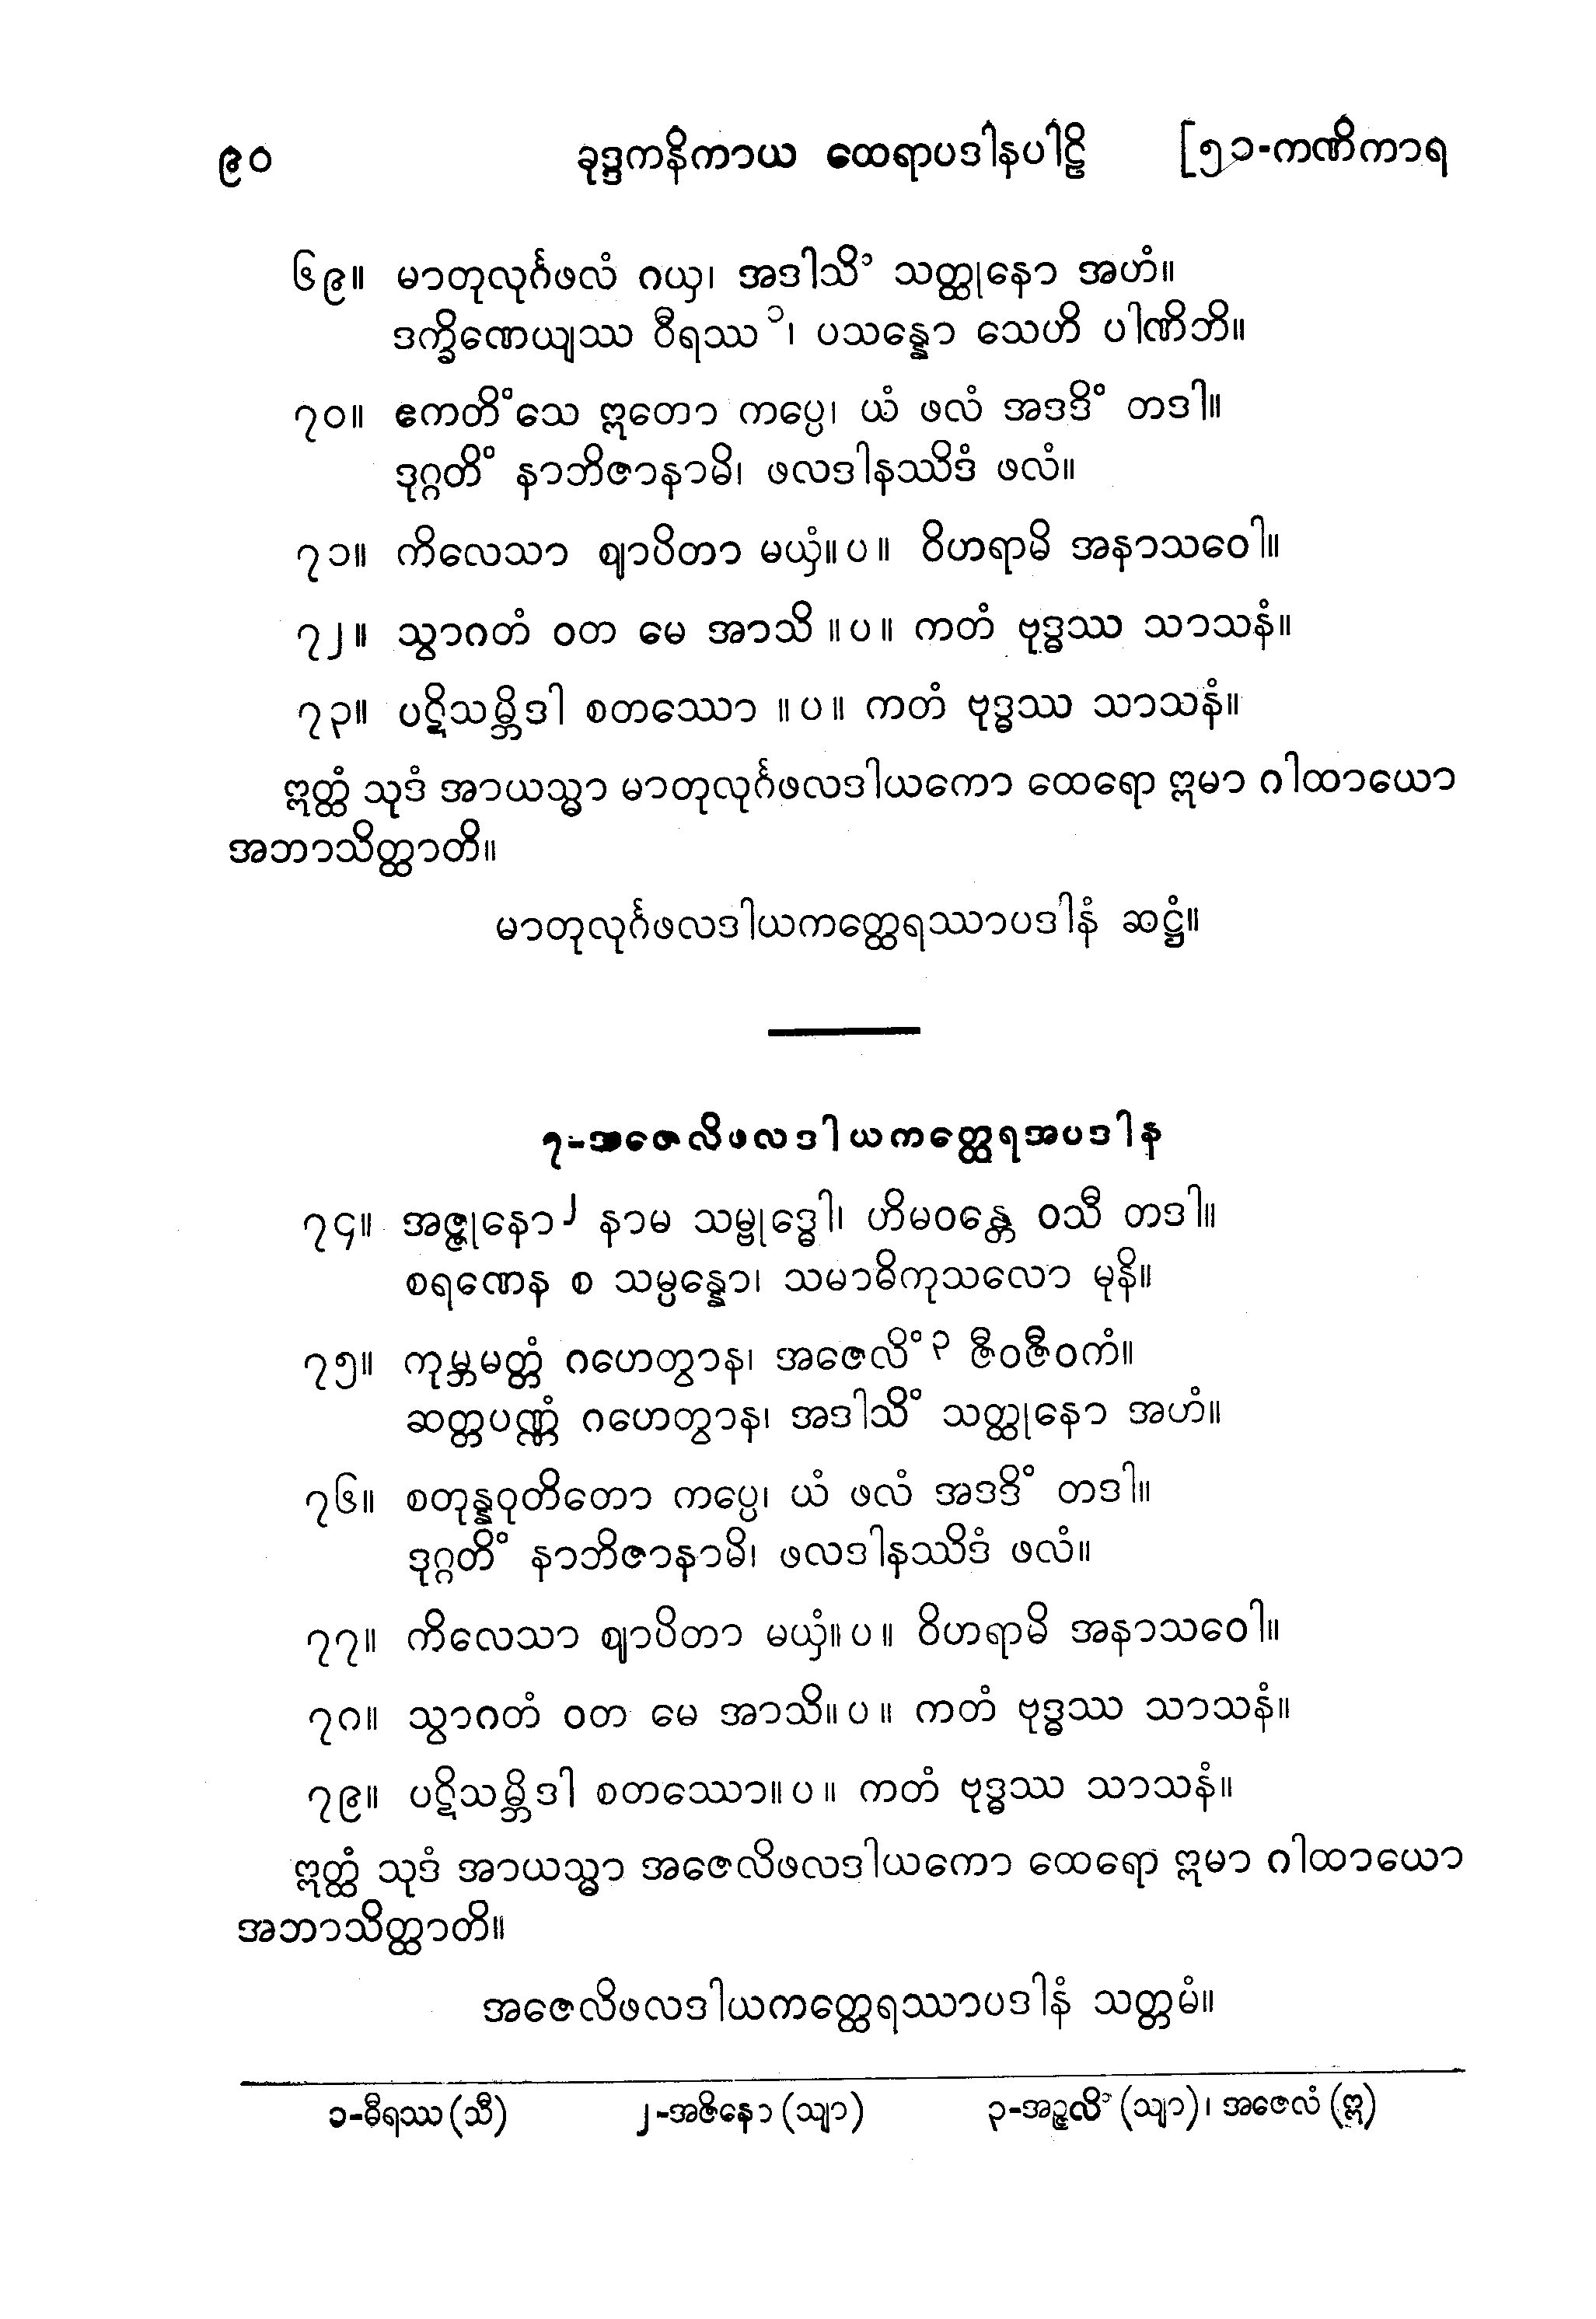 ၉၀ ခုဒ္ဒကနိကာယ ထေရာပဒါနပါဠိ [၅၁-ကဏိကာရ
၆၉။ မာတုလုင်္ဂဖလံ ဂယှ၊ အဒါသိံ သတ္ထုနော အဟံ။
ဒက္ခိဏေယျဿ ဝီရဿ၁၊ ပသန္နော သေဟိ ပါဏိဘိ။
၇၀။ ဧကတိံသေ ဣတော ကပ္ပေ၊ ယံ ဖလံ အဒဒိံ တဒါ။
ဒုဂ္ဂတိံ နာဘိဇာနာမိ၊ ဖလဒါနဿိဒံ ဖလံ။
၇၁။ ကိလေသာ ဈာပိတာ မယှံ။ ပ။ ဝိဟရာမိ အနာသဝေါ။
၇၂။ သွာဂတံ ဝတ မေ အာသိ ။ ပ။ ကတံ ဗုဒ္ဓဿ သာသနံ။
၇၃။ ပဋိသမ္ဘိဒါ စတဿော ။ ပ။ ကတံ ဗုဒ္ဓဿ သာသနံ။
ဣတ္ထံ သုဒံ အာယသ္မာ မာတုလုင်္ဂဖလဒါယကော ထေရော ဣမာ ဂါထာယော
အဘာသိတ္ထာတိ။
မာတုလုင်္ဂဖလဒါယကတ္ထေရဿာပဒါနံ ဆဋ္ဌံ။
၇-အဇေလိဖလဒါယကတ္ထေရအပဒါန
၇၄။ အဇ္ဇုနော၂ နာမ သမ္ဗုဒ္ဓေါ၊ ဟိမဝန္တေ ဝသီ တဒါ။
စရဏေန စ သမ္ပန္နော၊ သမာဓိကုသလော မုနိ။
၇၅။ ကုမ္ဘမတ္တံ ဂဟေတွာန၊ အဇေလိံ၃ ဇီဝဇီဝကံ။
ဆတ္တပဏ္ဏံ ဂဟေတွာန၊ အဒါသိံ သတ္ထုနော အဟံ။
၇၆။ စတုန္နဝုတိတော ကပ္ပေ၊ ယံ ဖလံ အဒဒိံ တဒါ။
ဒုဂ္ဂတိံ နာဘိဇာနာမိ၊ ဖလဒါနဿိဒံ ဖလံ။
၇၇။ ကိလေသာ ဈာပိတာ မယှံ။ ပ။ ဝိဟရာမိ အနာသဝေါ။
၇၈။ သွာဂတံ ဝတ မေ အာသိ။ ပ။ ကတံ ဗုဒ္ဓဿ သာသနံ။
၇၉။ ပဋိသမ္ဘိဒါ စတဿော။ ပ။ ကတံ ဗုဒ္ဓဿ သာသနံ။
ဣတ္ထံ သုဒံ အာယသ္မာ အဇေလိဖလဒါယကော ထေရော ဣမာ ဂါထာယော
အဘာသိတ္ထာတိ။
အဇေလိဖလဒါယကတ္ထေရဿာပဒါနံ သတ္တမံ။
၁-ဓီရဿ (သီ) ၂-အဇိနော (သျာ) ၃-အဉ္ဇလိံ (သျာ)၊ အဇေလံ (ဣ)